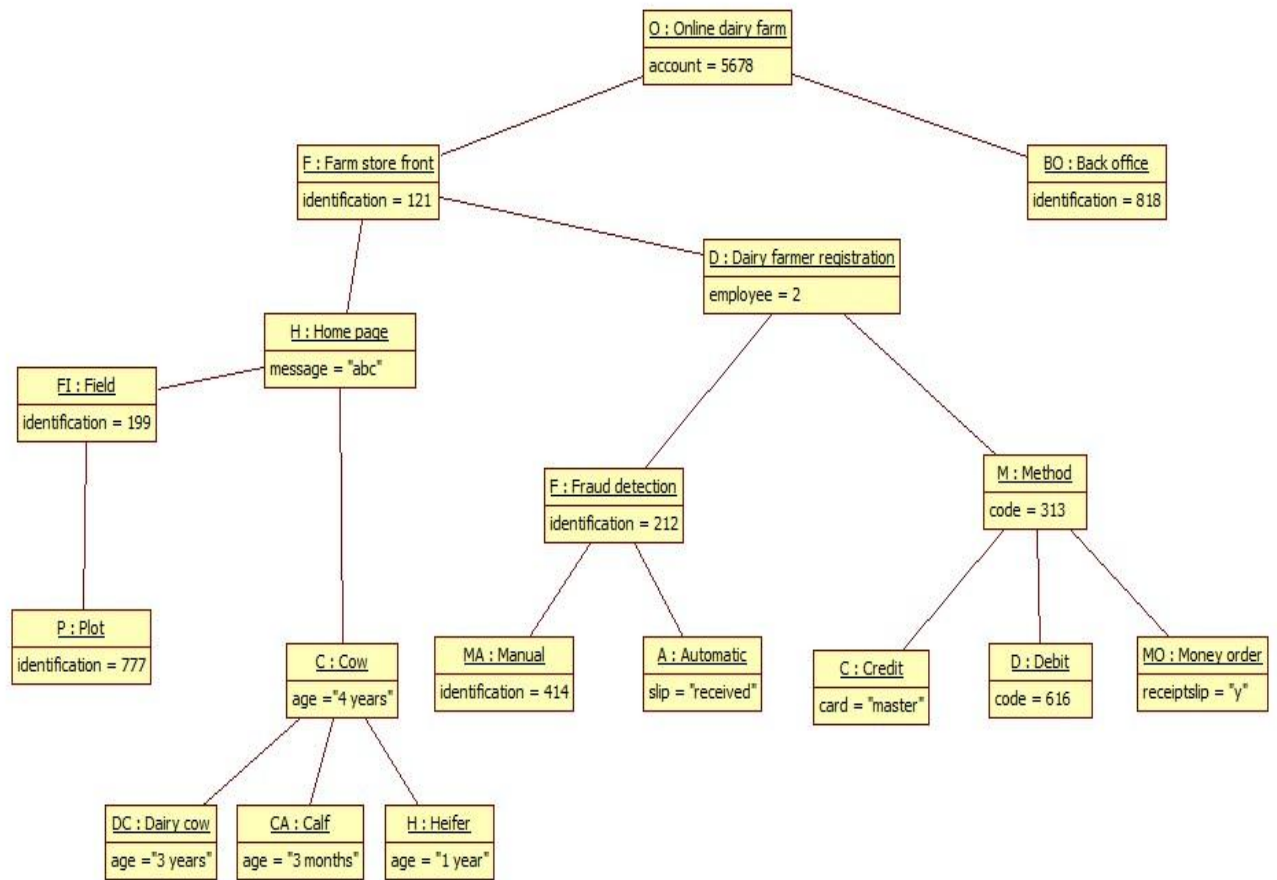 O : Online dairy farm
account = 5678
F : Farm store front
identification = 121
BO : Back office
identification = 818
D : Dairy farmer registration
employee = 2
H : Home page
message = "abc"
FI : Field
identification = 199
F : Fraud detection
identification = 212
M : Method
code = 313
P : Plot
identification = 777
C : Cow
age ="4 years"
MA : Manual
identification = 414
A : Automatic
slip = "received"
C : Credit
card = "master"
D : Debit
code = 616
MO : Money order
receiptslip = "y"
DC : Dairy cow
age ="3 years"
CA : Calf
age = "3 months"
H : Heifer
age = "1 year"